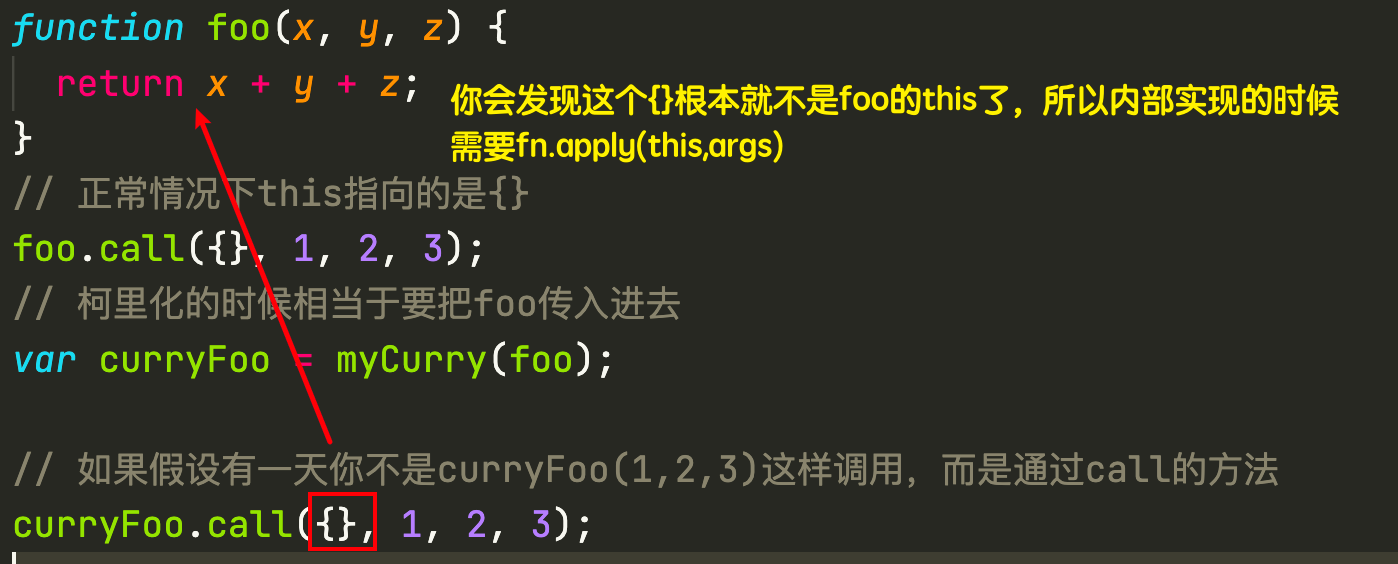 function foo(x, y, z) {
return x + y + z;
你会发现这个{}根本就不是foo的this了，所以内部实现的时候
需要fn.apply(this,args)
}
// 正常情况下this指向的是{}
foo.call({}, 1, 2, 3);
// 柯里化的时候相当于要把foo传入进去
var curryFoo = myCurry(foo);
// 如果假设有一天你不是curryFoo(1,2,3)这样调用，而是通过call的方法
curryFoo.call({}, 1, 2, 3);